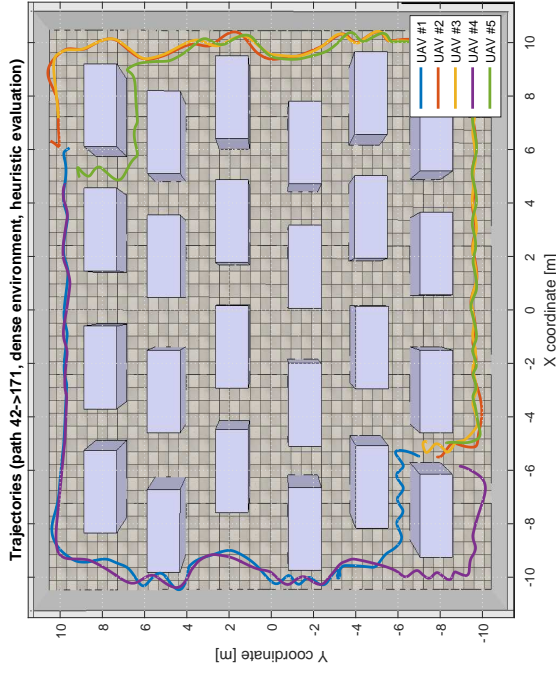 Trajectories (path 42->171, dense environment, heuristic evaluation)
UAV #1
UAV #2
UAV #3
UAV #4
UAV #5
Y coordinate [m]
10
8
6
4
2
0
-2
-4
-6
-8
-10
-10
-8
-6
-4
-2
0
2
4
6
8
10
X coordinate [m]